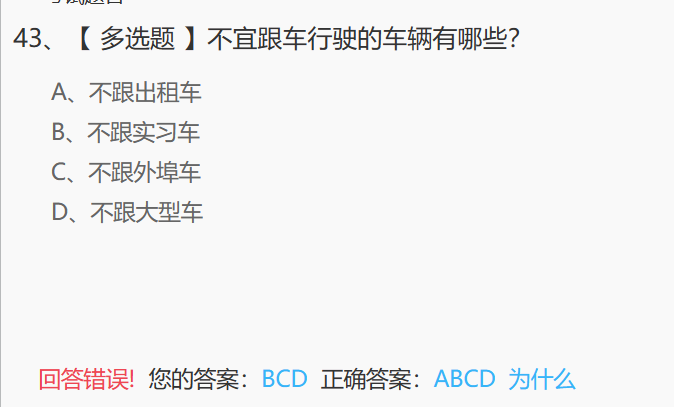 43、【 多选题 】不宜跟车行驶的车辆有哪些?
A、不跟出租车
B、不跟实习车
C、不跟外埠车
D、不跟大型车
回答错误! 您的答案：BCD 正确答案：ABCD 为什么